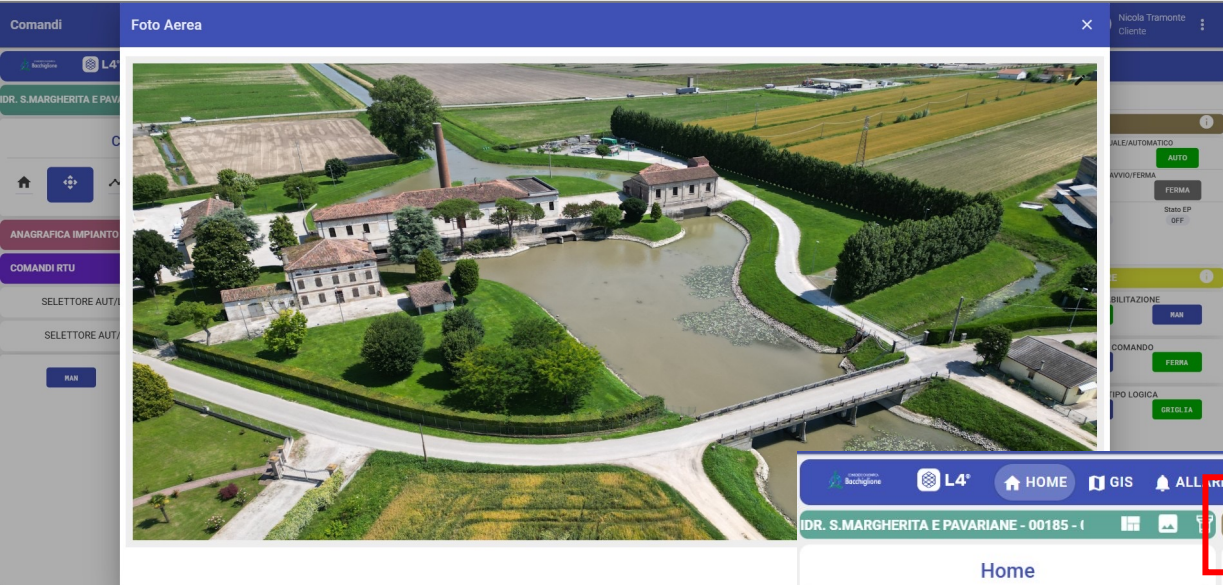 Comandi
Foto Aerea
×
Nicola Tramonte
Cliente
Bacchiglione
L4°
IDR. S.MARGHERITA E PAVA
C
UALE/AUTOMATICO
AUTO
AVVIO/FERMA
FERMA
Stato EP
OFF
ANAGRAFICA IMPIANTO
COMANDI RTU
E
SELETTORE AUT/L
BILITAZIONE
MAN
SELETTORE AUT/
COMANDO
FERMA
MAN
TIPO LOGICA
GRIGLIA
Bacchiglione
L4°
HOME
GIS
ALLARM
IDR. S.MARGHERITA E PAVARIANE - 00185 - (
Home